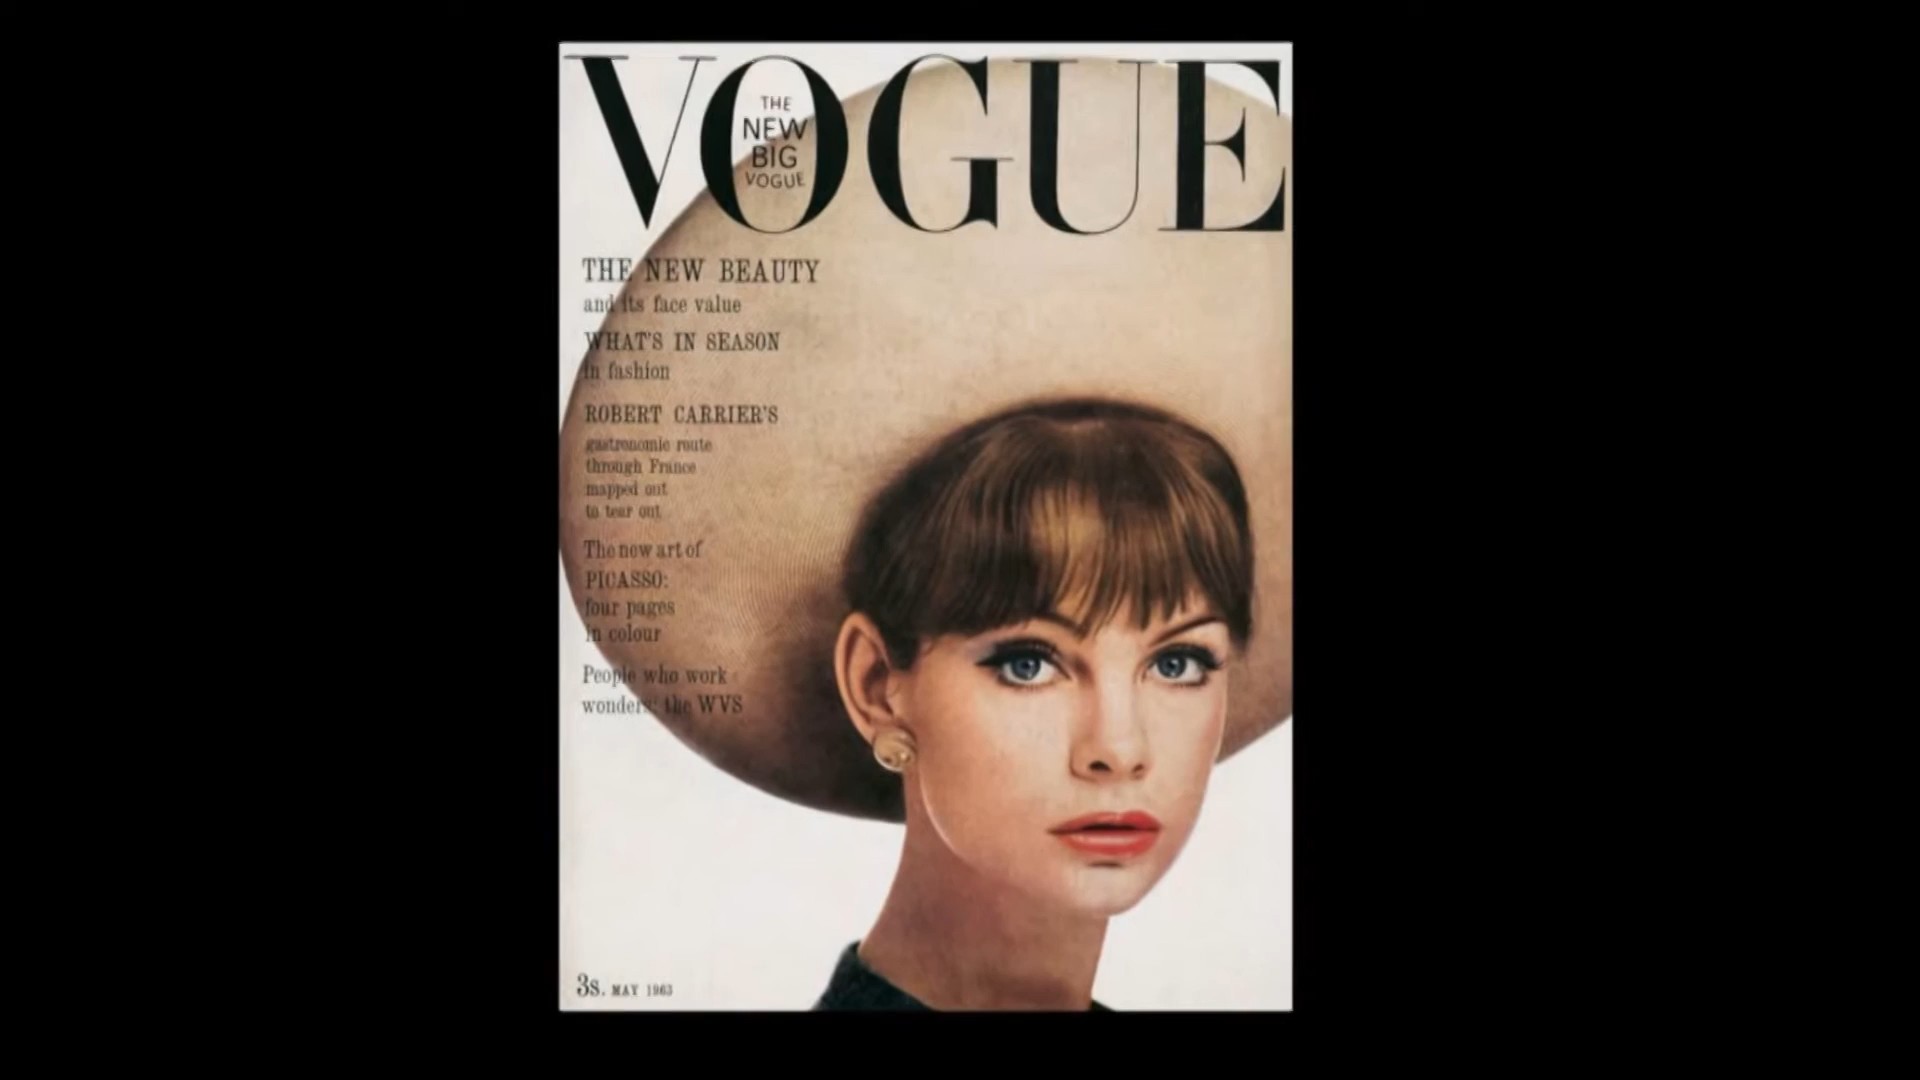 VOGUE
THE
NEW
BIG
VOGUE
THE NEW BEAUTY
and its face value
WHAT'S IN SEASON
in fashion
ROBERT CARRIER'S
gastronomic route
through France
mapped out
to tear out
The new art of
PICASSO:
four pages
in colour
People who work
wonders: the WVS
3s. MAY 1963